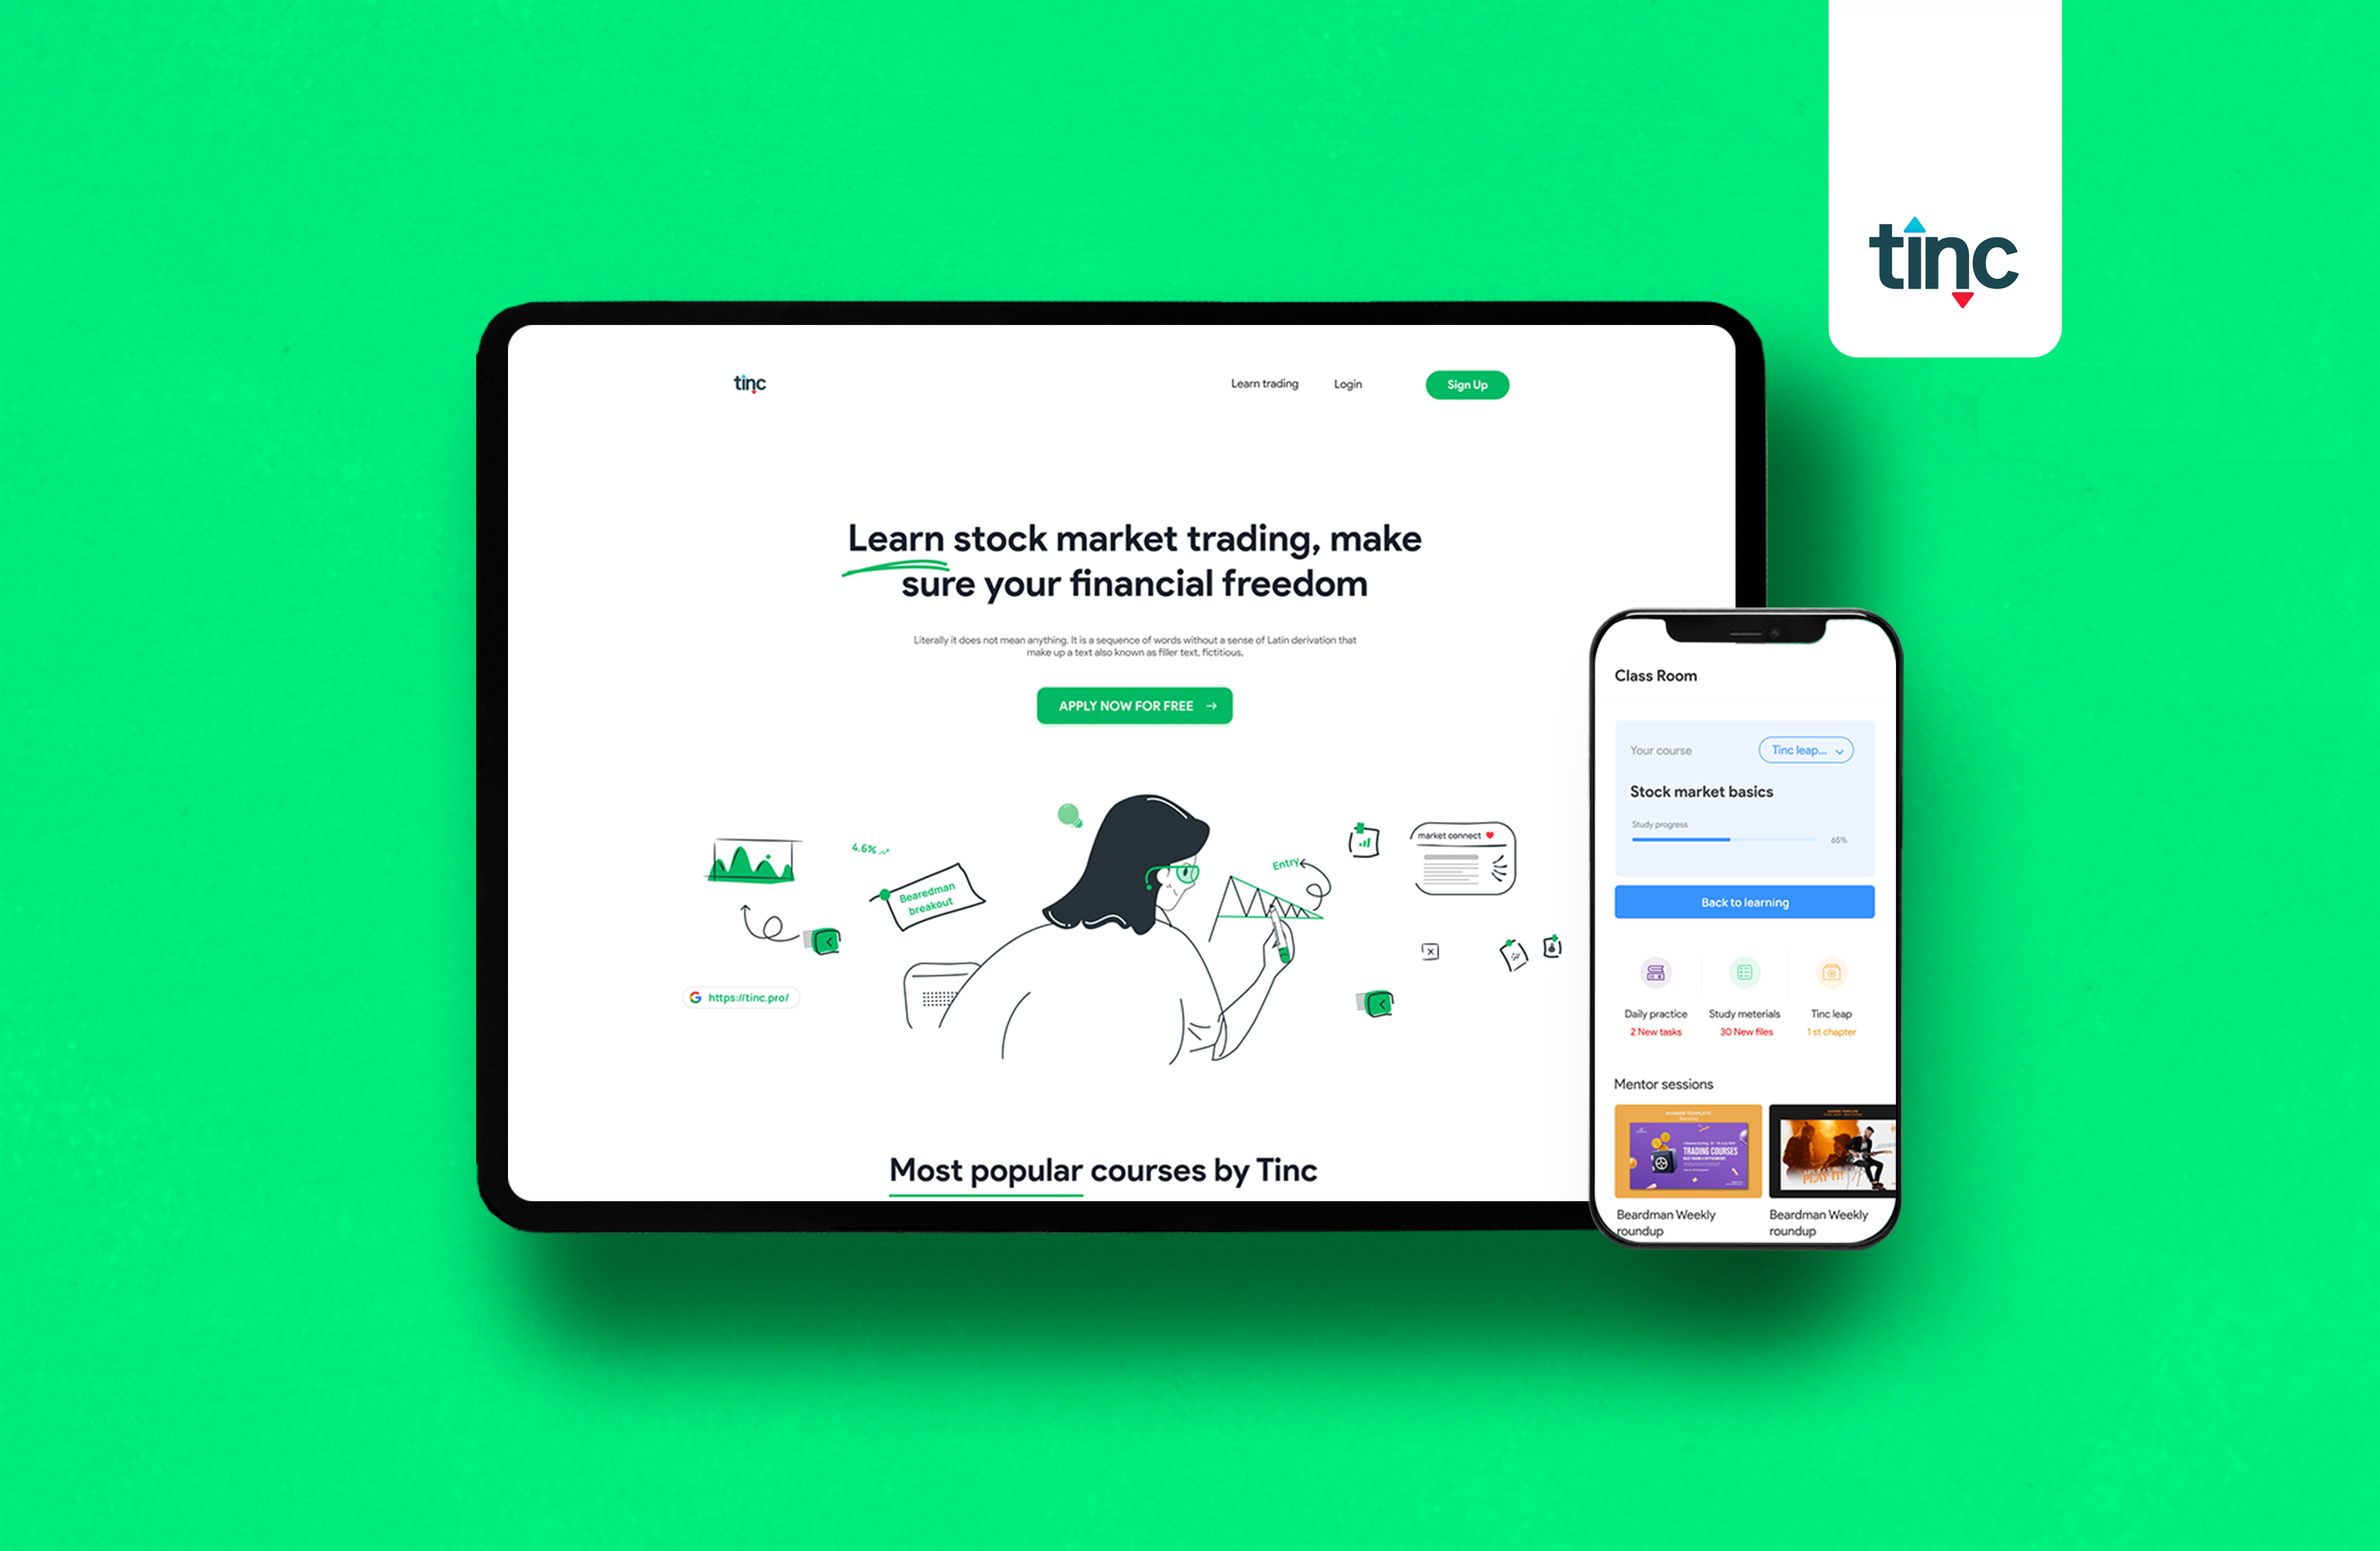 tinc
tinc
Learn trading
Login
Sign Up
Learn stock market trading, make
sure your financial freedom
Literally it does not mean anything. It is a sequence of words without a sense of Latin derivation that
make up a text also known as filler text, fictitious,
APPLY NOW FOR FREE
4.6%
Bearedman
breakout
Entry
market connect
G https://tinc.pro/
Most popular courses by Tinc
Class Room
Your course
Tinc leap...
Stock market basics
Study progress
65%
Back to learning
Daily practice
2 New tasks
Study meterials
30 New files
Tinc leap
1 st chapter
Mentor sessions
BANNER TEMPLATE
TRADING COURSES
PLAY IT!
Beardman Weekly
roundup
Beardman Weekly
roundup